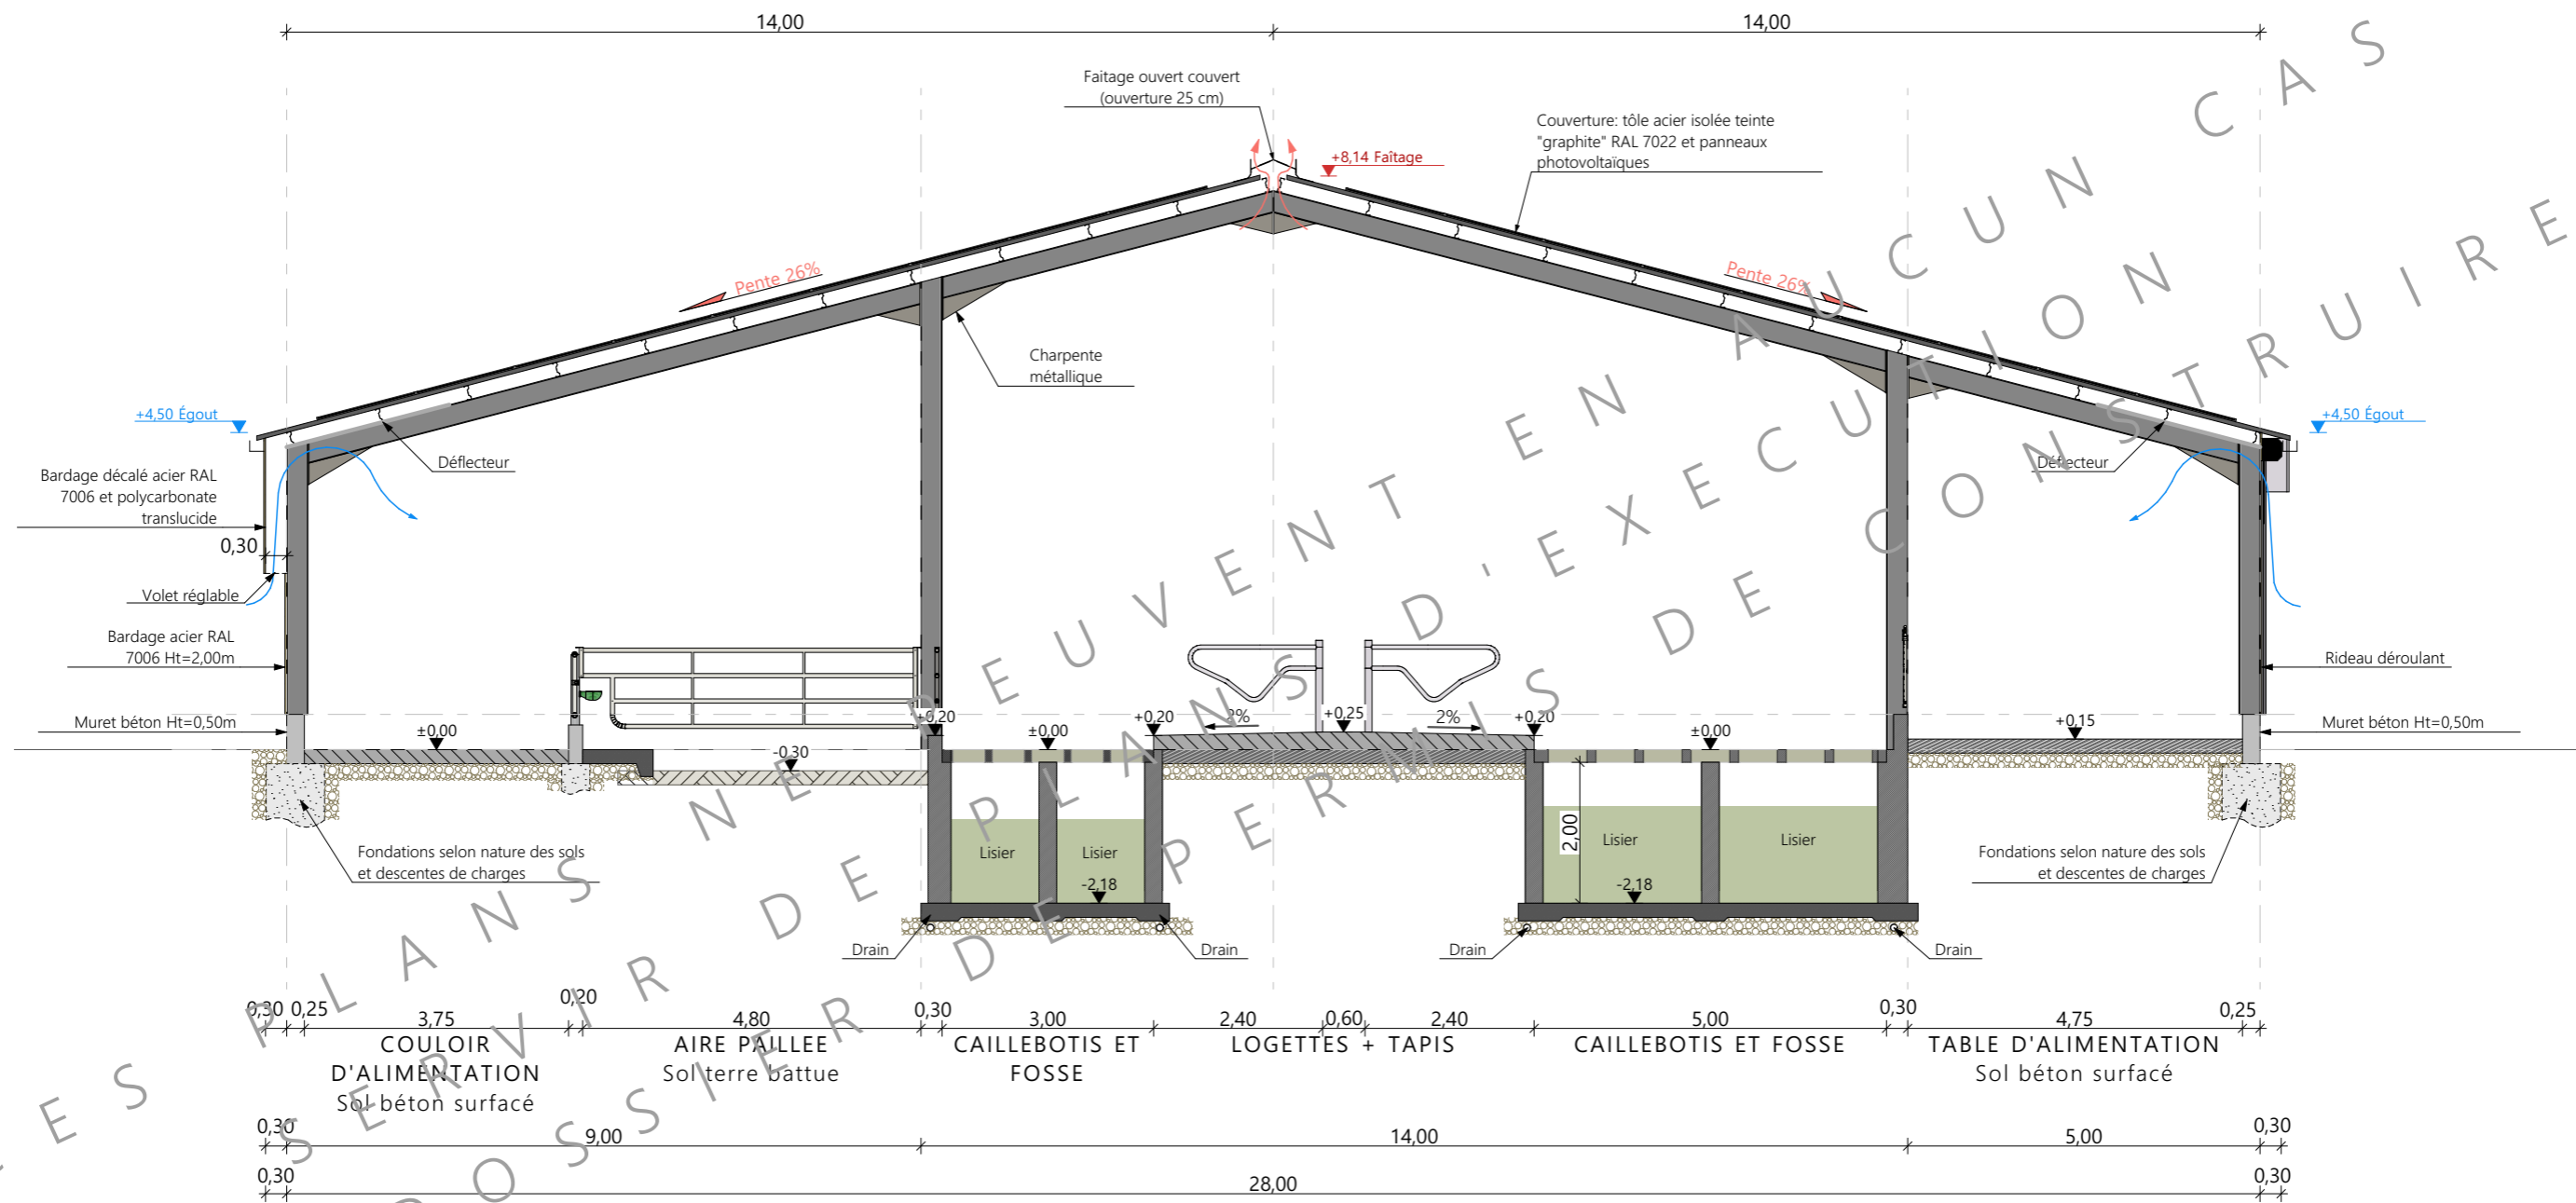 14,00
14,00
Faitage ouvert couvert
(ouverture 25 cm)
Couverture: tôle acier isolée teinte
"graphite" RAL 7022 et panneaux
photovoltaïques
+8,14 Faîtage
Pente 26%
Pente 26%
Charpente
métallique
+4,50 Égout
+4,50 Égout
Déflecteur
Déflecteur
Bardage décalé acier RAL
7006 et polycarbonate
translucide
0,30
Volet réglable
Bardage acier RAL
7006 Ht=2,00m
Rideau déroulant
Muret béton Ht=0,50m
Muret béton Ht=0,50m
±0,00
-0,30
+0,20
±0,00
+0,20
2%
+0,25
2%
+0,20
±0,00
+0,15
2,00
Lisier
Lisier
Lisier
Lisier
-2,18
-2,18
Fondations selon nature des sols
et descentes de charges
Fondations selon nature des sols
et descentes de charges
Drain
Drain
Drain
Drain
0,30
0,25
3,75
0,20
4,80
0,30
3,00
2,40
0,60
2,40
5,00
0,30
4,75
0,25
COULOIR
D'ALIMENTATION
Sol béton surfacé
AIRE PAILLEE
Sol terre battue
CAILLEBOTIS ET
FOSSE
LOGETTES + TAPIS
CAILLEBOTIS ET FOSSE
TABLE D'ALIMENTATION
Sol béton surfacé
0,30
9,00
14,00
5,00
0,30
0,30
28,00
0,30
ES PLANS NE PEUVENT EN AUCUN CAS
SERVIR DE PLANS D'EXECUTION
DOSSIER DE PERMIS DE CONSTRUIRE